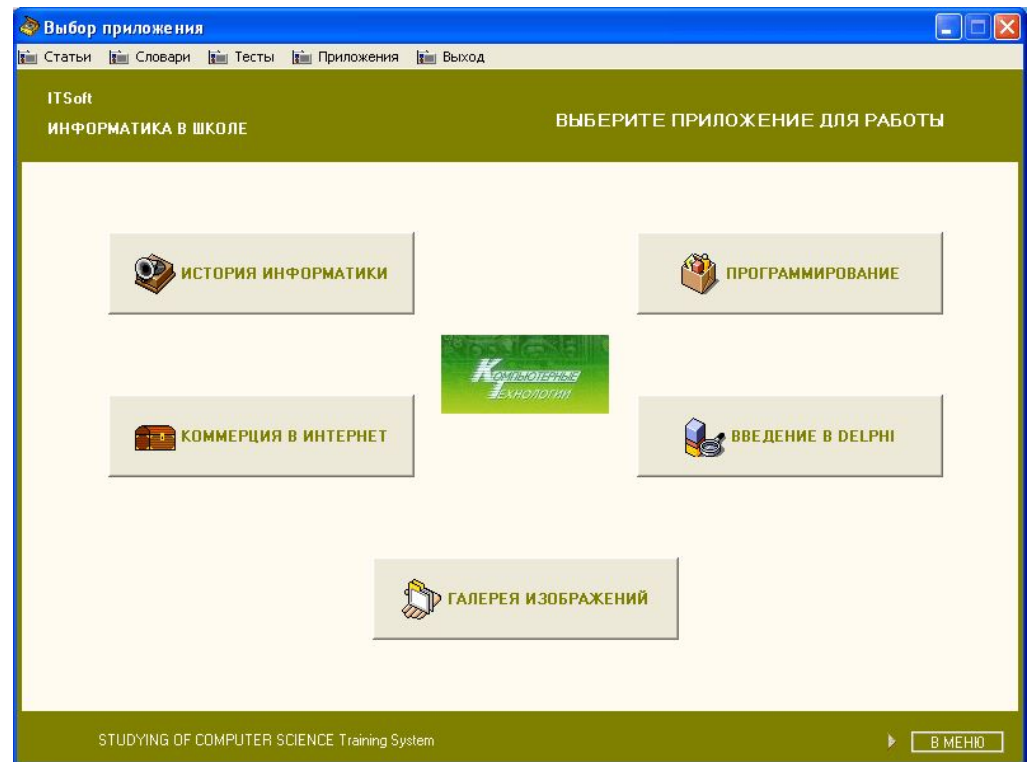 Выбор приложения
Статьи Словари Тесты Приложения Выход
ITSoft
ИНФОРМАТИКА В ШКОЛЕ
ВЫБЕРИТЕ ПРИЛОЖЕНИЕ ДЛЯ РАБОТЫ
ИСТОРИЯ ИНФОРМАТИКИ
ПРОГРАММИРОВАНИЕ
КОМПЬЮТЕРНЫЕ
ТЕХНОЛОГИИ
КОММЕРЦИЯ В ИНТЕРНЕТ
ВВЕДЕНИЕ В DELPHI
ГАЛЕРЕЯ ИЗОБРАЖЕНИЙ
STUDYING OF COMPUTER SCIENCE Training System
В МЕНЮ